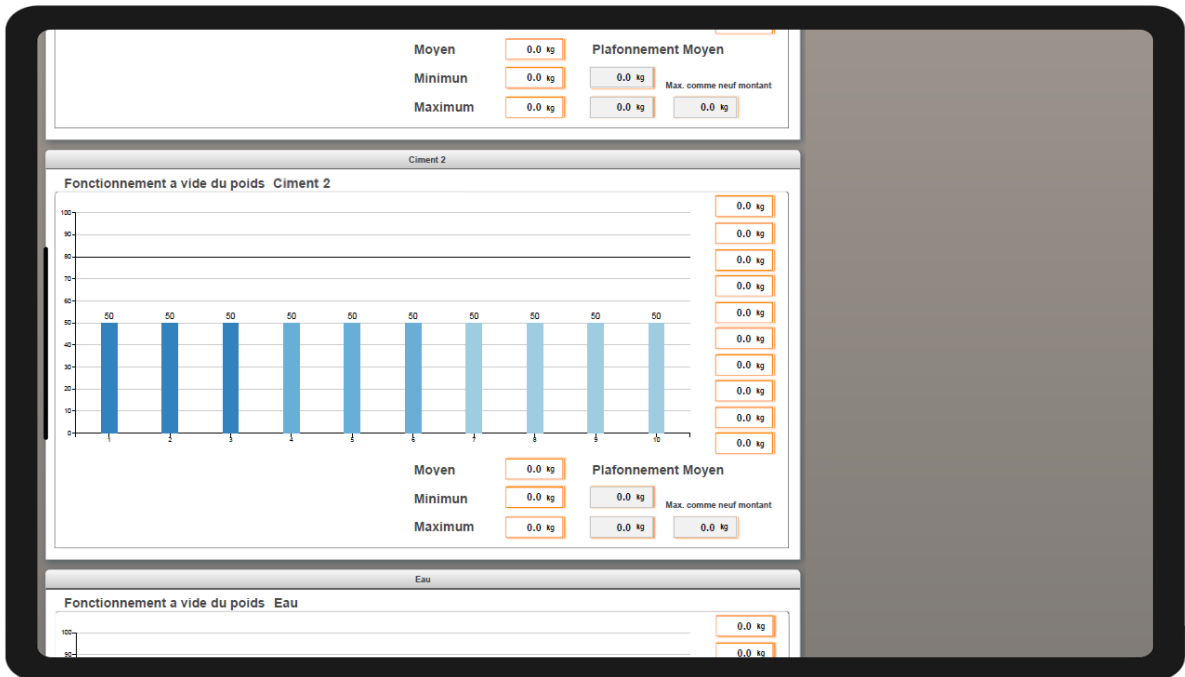 Moyen 0.0 kg Plafonnement Moyen
Minimun 0.0 kg 0.0 kg Max. comme neuf montant
Maximum 0.0 kg 0.0 kg 0.0 kg
Ciment 2
Fonctionnement a vide du poids Ciment 2
0.0 kg
100
90
0.0 kg
80
0.0 kg
70
0.0 kg
60
50 50 50 50 50 50 50 50 50 50
0.0 kg
50
0.0 kg
40
30
0.0 kg
20
0.0 kg
10
0.0 kg
0
1 2 3 4 5 6 7 8 9 10
0.0 kg
Moyen 0.0 kg Plafonnement Moyen
Minimun 0.0 kg 0.0 kg Max. comme neuf montant
Maximum 0.0 kg 0.0 kg 0.0 kg
Eau
Fonctionnement a vide du poids Eau
0.0 kg
100
90
0.0 kg